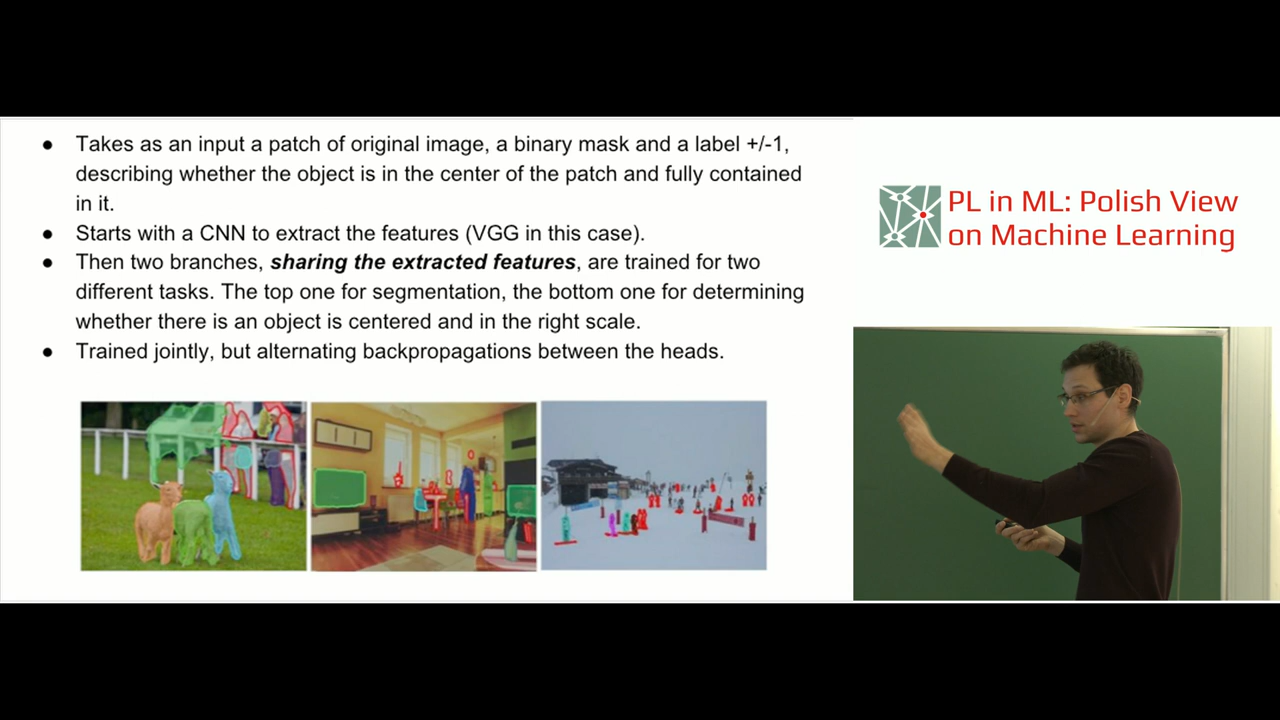 ● Takes as an input a patch of original image, a binary mask and a label +/-1,
describing whether the object is in the center of the patch and fully contained
in it.
● Starts with a CNN to extract the features (VGG in this case).
● Then two branches, sharing the extracted features, are trained for two
different tasks. The top one for segmentation, the bottom one for determining
whether there is an object is centered and in the right scale.
● Trained jointly, but alternating backpropagations between the heads.
PL in ML: Polish View
on Machine Learning